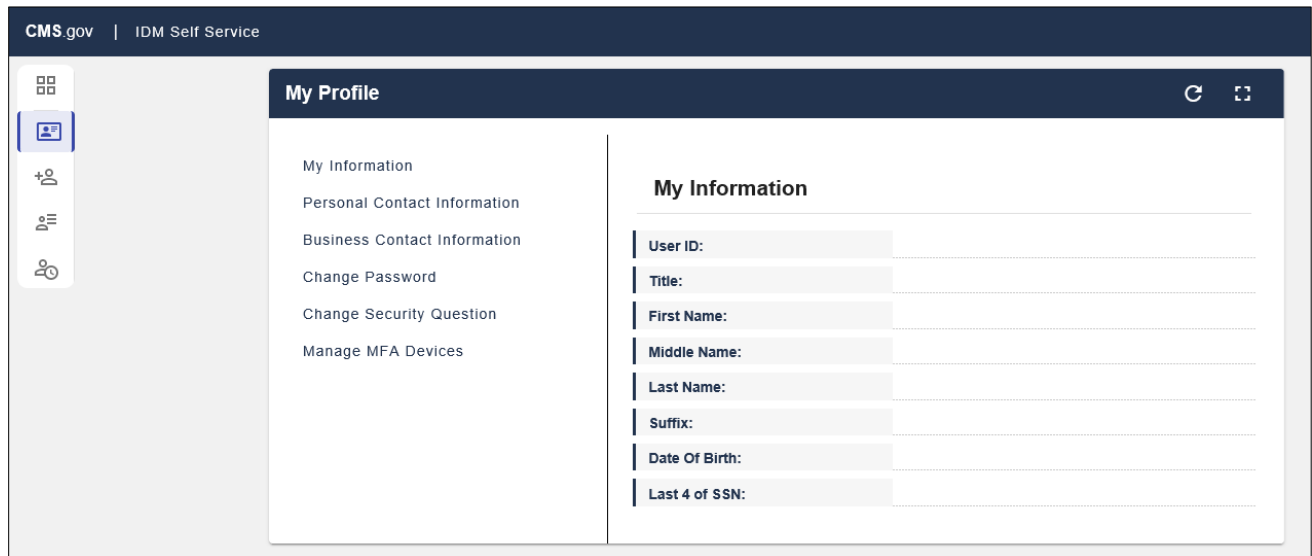 CMS.gov | IDM Self Service
My Profile
My Information
Personal Contact Information
Business Contact Information
Change Password
Change Security Question
Manage MFA Devices
My Information
User ID:
Title:
First Name:
Middle Name:
Last Name:
Suffix:
Date Of Birth:
Last 4 of SSN: